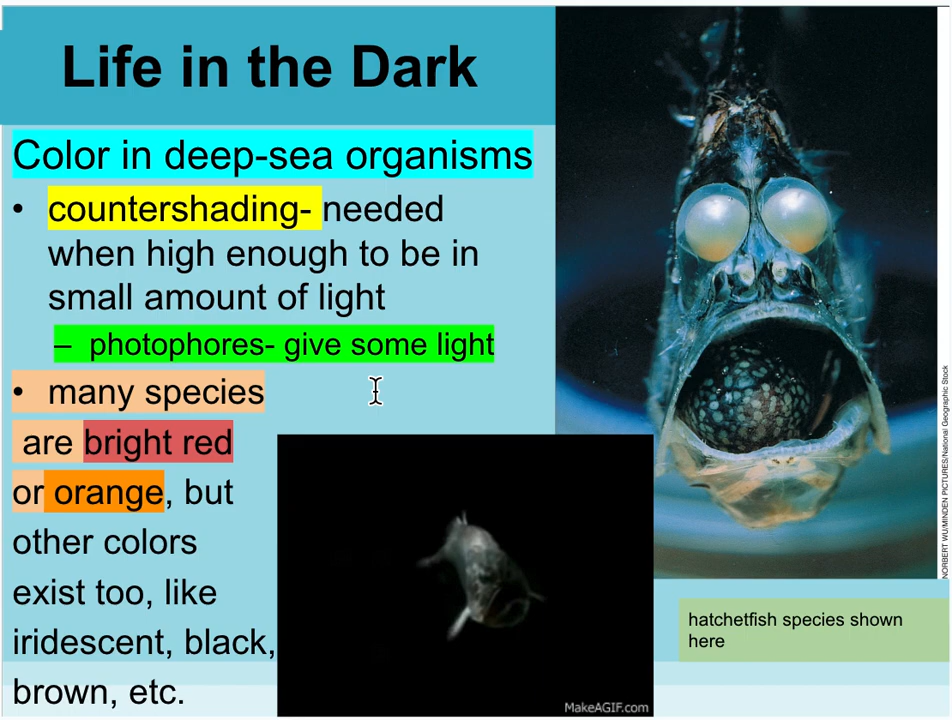 Life in the Dark
Color in deep-sea organisms
• countershading- needed
when high enough to be in
small amount of light
– photophores- give some light
• many species
are bright red
or orange, but
other colors
exist too, like
iridescent, black,
brown, etc.
MakeAGIF.com
hatchetfish species shown
here
NORBERT WU/MINDEN PICTURES/National Geographic Stock